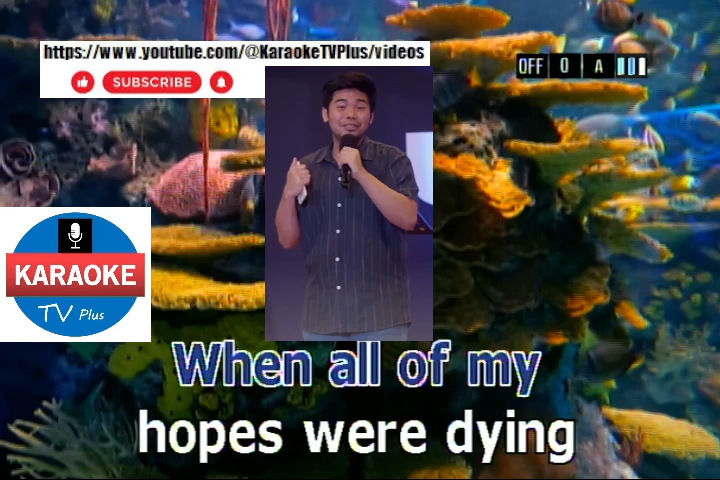 https://www.youtube.com/@KaraokeTVPlus/videos
SUBSCRIBE
OFF 0 A
KARAOKE
TV Plus
When all of my
hopes were dying